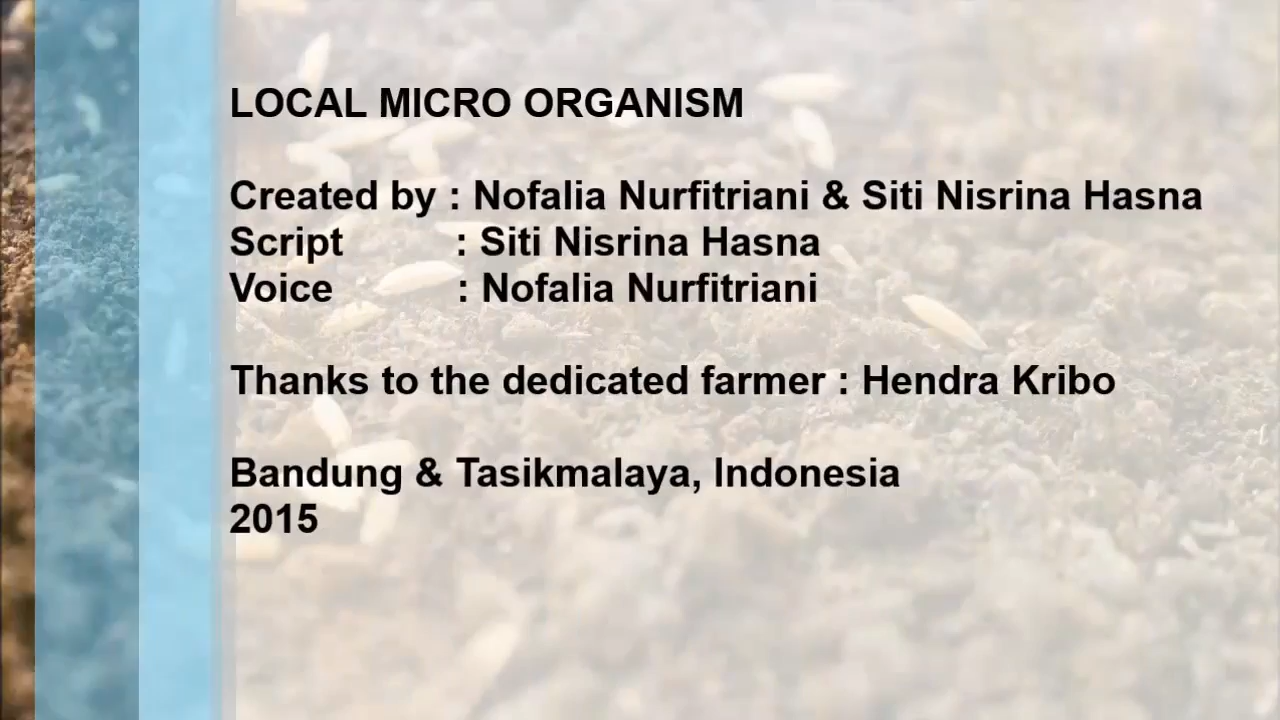 LOCAL MICRO ORGANISM
Created by : Nofalia Nurfitriani & Siti Nisrina Hasna
Script : Siti Nisrina Hasna
Voice : Nofalia Nurfitriani
Thanks to the dedicated farmer : Hendra Kribo
Bandung & Tasikmalaya, Indonesia
2015